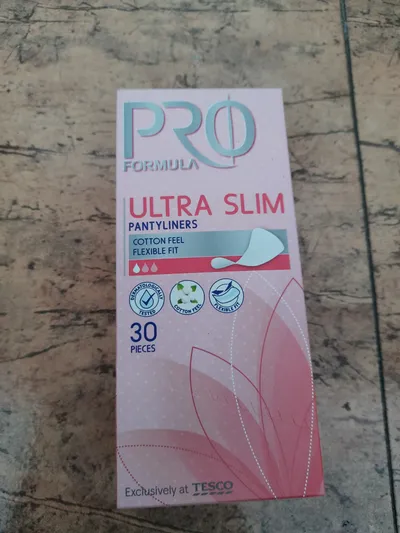 PRO
FORMULA
ULTRA SLIM
PANTYLINERS
COTTON FEEL
FLEXIBLE FIT
DERMATOLOGICALLY TESTED
COTTON FEEL
FLEXIBLE FIT
30
PIECES
Exclusively at TESCO